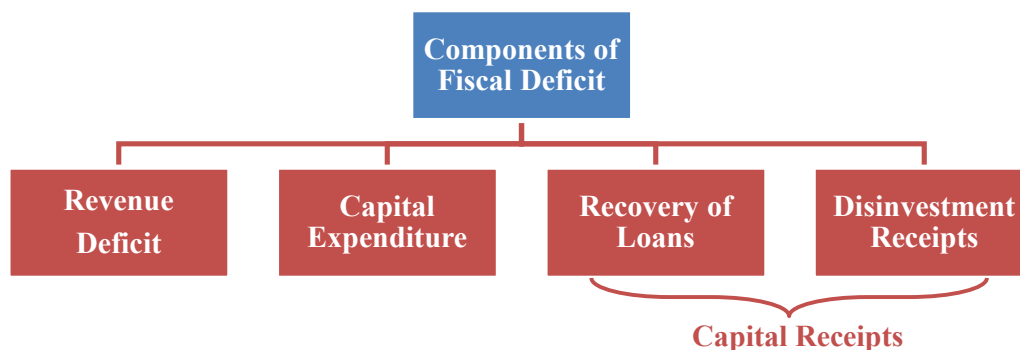 Components of
Fiscal Deficit
Revenue
Deficit
Capital
Expenditure
Recovery of
Loans
Disinvestment
Receipts
Capital Receipts